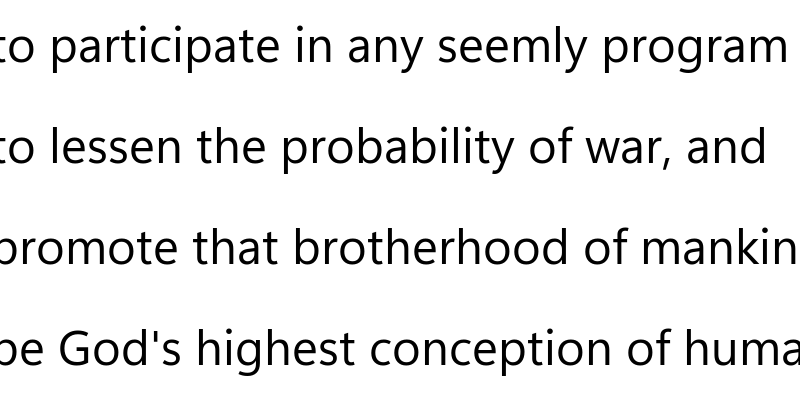 to participate in any seemly program
to lessen the probability of war, and
promote that brotherhood of mankin
be God's highest conception of huma